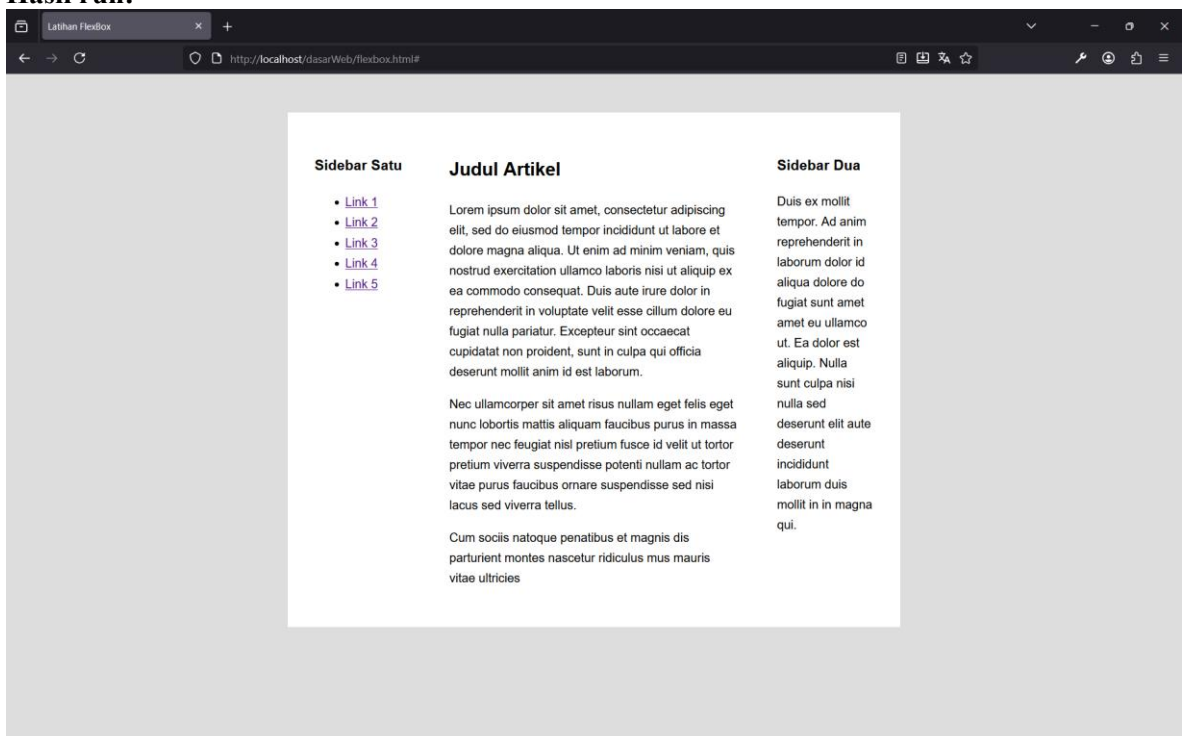 Hasil run:
Latihan FlexBox
http://localhost/dasarWeb/flexbox.html#
Sidebar Satu
• Link 1
• Link 2
• Link 3
• Link 4
• Link 5
Judul Artikel
Lorem ipsum dolor sit amet, consectetur adipiscing
elit, sed do eiusmod tempor incididunt ut labore et
dolore magna aliqua. Ut enim ad minim veniam, quis
nostrud exercitation ullamco laboris nisi ut aliquip ex
ea commodo consequat. Duis aute irure dolor in
reprehenderit in voluptate velit esse cillum dolore eu
fugiat nulla pariatur. Excepteur sint occaecat
cupidatat non proident, sunt in culpa qui officia
deserunt mollit anim id est laborum.
Nec ullamcorper sit amet risus nullam eget felis eget
nunc lobortis mattis aliquam faucibus purus in massa
tempor nec feugiat nisl pretium fusce id velit ut tortor
pretium viverra suspendisse potenti nullam ac tortor
vitae purus faucibus ornare suspendisse sed nisi
lacus sed viverra tellus.
Cum sociis natoque penatibus et magnis dis
parturient montes nascetur ridiculus mus mauris
vitae ultricies
Sidebar Dua
Duis ex mollit
tempor. Ad anim
reprehenderit in
laborum dolor id
aliqua dolore do
fugiat sunt amet
amet eu ullamco
ut. Ea dolor est
aliquip. Nulla
sunt culpa nisi
nulla sed
deserunt elit aute
deserunt
incididunt
laborum duis
mollit in in magna
qui.